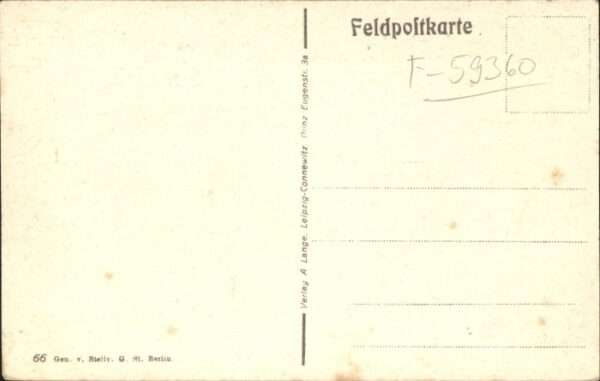 Feldpostkarte
F-59360
Verlag A Lange, Leipzig-Connewitz, Prinz Eugenstr. 3a
66 Gen. v. Stellv. G. St. Berlin